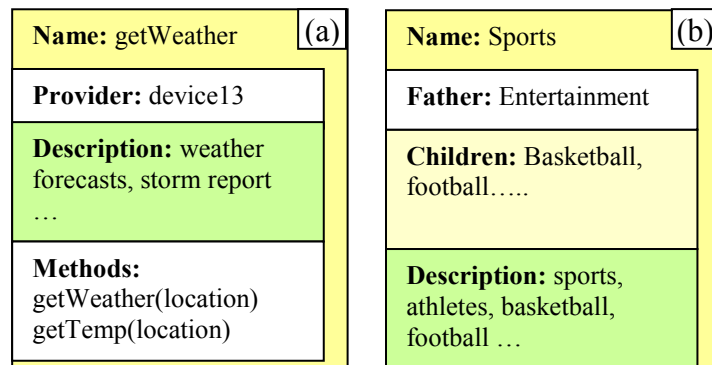 Name: getWeather
(a)
Provider: device13
Description: weather
forecasts, storm report
…
Methods:
getWeather(location)
getTemp(location)
Name: Sports
(b)
Father: Entertainment
Children: Basketball,
football…..
Description: sports,
athletes, basketball,
football …